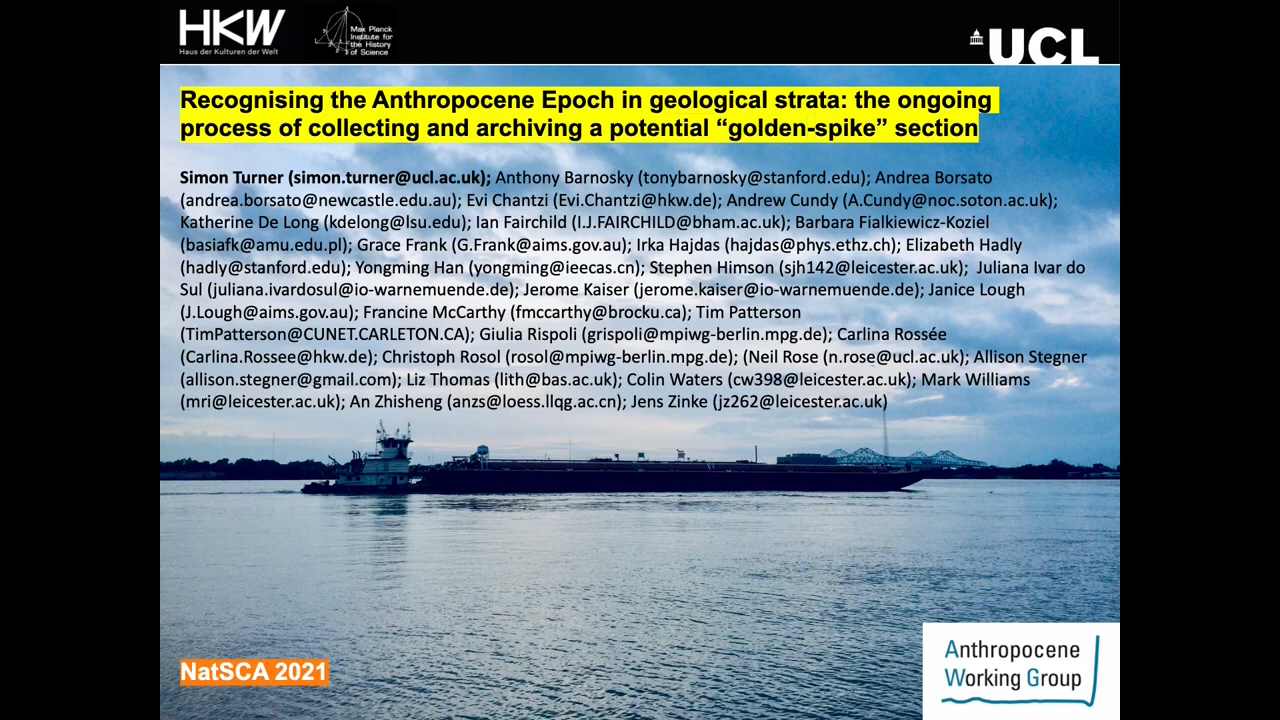 HKW
Haus der Kulturen der Welt
Max Planck
Institute for
the History
of Science
UCL
Recognising the Anthropocene Epoch in geological strata: the ongoing
process of collecting and archiving a potential “golden-spike” section
Simon Turner (simon.turner@ucl.ac.uk); Anthony Barnosky (tonybarnosky@stanford.edu); Andrea Borsato
(andrea.borsato@newcastle.edu.au); Evi Chantzi (Evi.Chantzi@hkw.de); Andrew Cundy (A.Cundy@noc.soton.ac.uk);
Katherine De Long (kdelong@lsu.edu); Ian Fairchild (I.J.FAIRCHILD@bham.ac.uk); Barbara Fialkiewicz-Koziel
(basiafk@amu.edu.pl); Grace Frank (G.Frank@aims.gov.au); Irka Hajdas (hajdas@phys.ethz.ch); Elizabeth Hadly
(hadly@stanford.edu); Yongming Han (yongming@ieecas.cn); Stephen Himson (sjh142@leicester.ac.uk); Juliana Ivar do
Sul (juliana.ivardosul@io-warnemuende.de); Jerome Kaiser (jerome.kaiser@io-warnemuende.de); Janice Lough
(J.Lough@aims.gov.au); Francine McCarthy (fmccarthy@brocku.ca); Tim Patterson
(TimPatterson@CUNET.CARLETON.CA); Giulia Rispoli (grispoli@mpiwg-berlin.mpg.de); Carlina Rossée
(Carlina.Rossee@hkw.de); Christoph Rosol (rosol@mpiwg-berlin.mpg.de); (Neil Rose (n.rose@ucl.ac.uk); Allison Stegner
(allison.stegner@gmail.com); Liz Thomas (lith@bas.ac.uk); Colin Waters (cw398@leicester.ac.uk); Mark Williams
(mri@leicester.ac.uk); An Zhisheng (anzs@loess.llqg.ac.cn); Jens Zinke (jz262@leicester.ac.uk)
NatSCA 2021
Anthropocene
Working Group